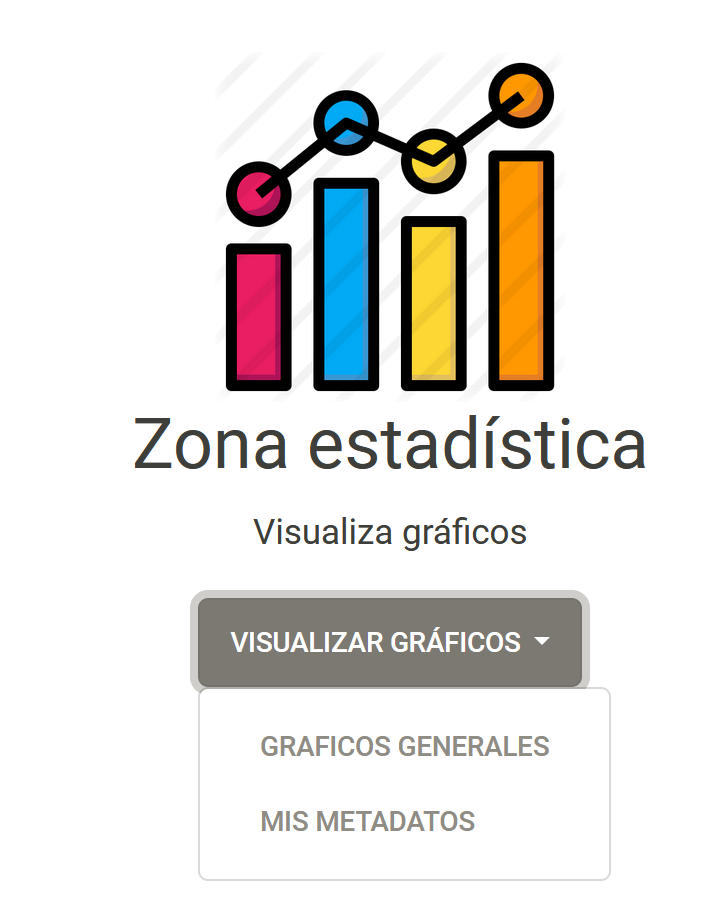 Zona estadística
Visualiza gráficos
VISUALIZAR GRÁFICOS
GRAFICOS GENERALES
MIS METADATOS